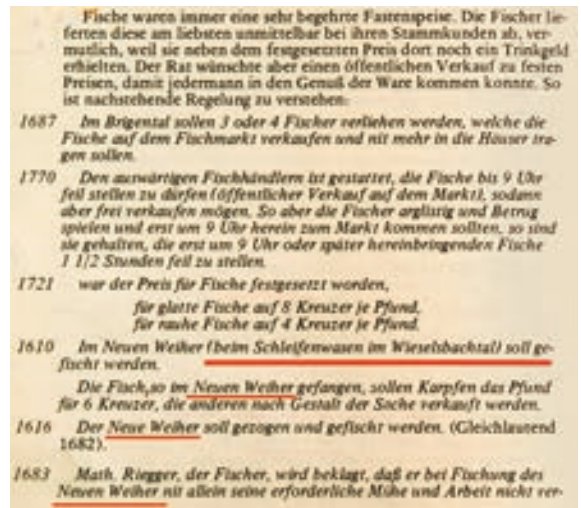 Fische waren immer eine sehr begehrte Fastenspeise. Die Fischer lie-
ferten diese am liebsten unmittelbar bei ihren Stammkunden ab, ver-
mutlich, weil sie neben dem festgesetzten Preis dort noch ein Trinkgeld
erhielten. Der Rat wünschte aber einen öffentlichen Verkauf zu festen
Preisen, damit jedermann in den Genuß der Ware kommen konnte. So
ist nachstehende Regelung zu verstehen:
1687 Im Brigental sollen 3 oder 4 Fischer verliehen werden, welche die
Fische auf dem Fischmarkt verkaufen und nit mehr in die Häuser tra-
gen sollen.
1770 Den auswärtigen Fischhändlern ist gestattet, die Fische bis 9 Uhr
feil stellen zu dürfen (öffentlicher Verkauf auf dem Markt), sodann
aber frei verkaufen mögen. So aber die Fischer arglistig und Betrug
spielen und erst um 9 Uhr herein zum Markt kommen sollten, so sind
sie gehalten, die erst um 9 Uhr oder später hereinbringenden Fische
1 1/2 Stunden feil zu stellen.
1721 war der Preis für Fische festgesetzt worden,
für glatte Fische auf 8 Kreuzer je Pfund,
für rauhe Fische auf 4 Kreuzer je Pfund.
1610 Im Neuen Weiher (beim Schleifenwasen im Wieselsbachtal) soll ge-
fischt werden.
Die Fisch,so im Neuen Weiher gefangen, sollen Karpfen das Pfund
für 6 Kreuzer, die anderen nach Gestalt der Sache verkauft werden.
1616 Der Neue Weiher soll gezogen und gefischt werden. (Gleichlautend
1682).
1683 Math. Riegger, der Fischer, wird beklagt, daß er bei Fischung des
Neuen Weiher nit allein seine erforderliche Mühe und Arbeit nicht ver-